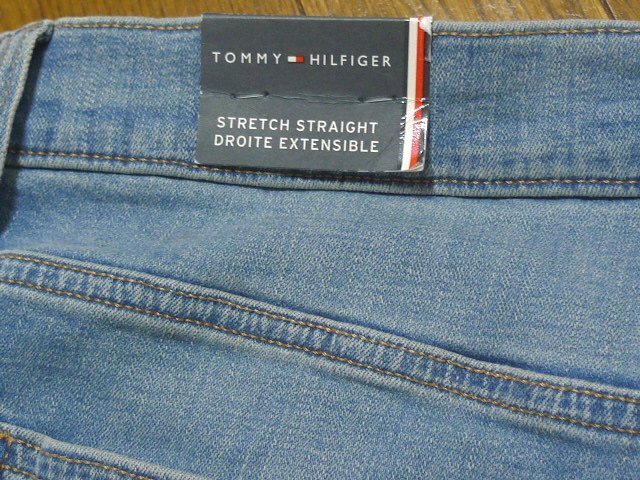 TOMMY HILFIGER
STRETCH STRAIGHT
DROITE EXTENSIBLE